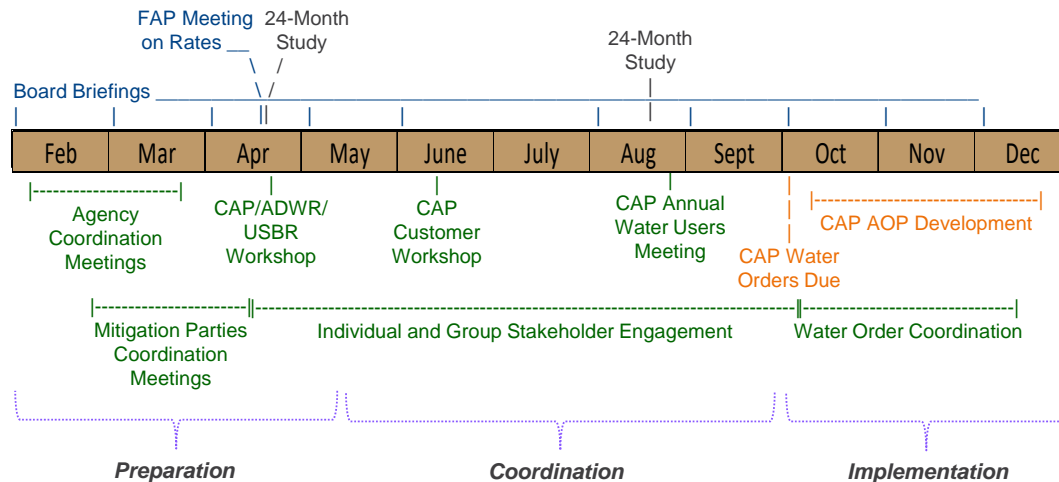 FAP Meeting
on Rates
24-Month
Study
24-Month
Study
Board Briefings
Feb Mar Apr May June July Aug Sept Oct Nov Dec
Agency
Coordination
Meetings
CAP/ADWR/
USBR
Workshop
CAP
Customer
Workshop
CAP Annual
Water Users
Meeting
CAP Water
Orders Due
CAP AOP Development
Mitigation Parties
Coordination
Meetings
Individual and Group Stakeholder Engagement
Water Order Coordination
Preparation
Coordination
Implementation